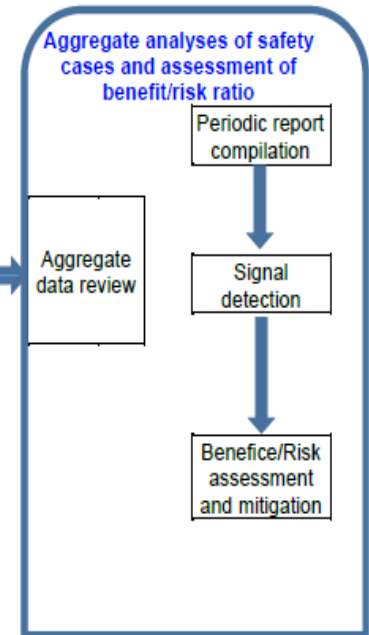 Aggregate analyses of safety
cases and assessment of
benefit/risk ratio
Periodic report
compilation
Aggregate
data review
Signal
detection
Benefice/Risk
assessment
and mitigation